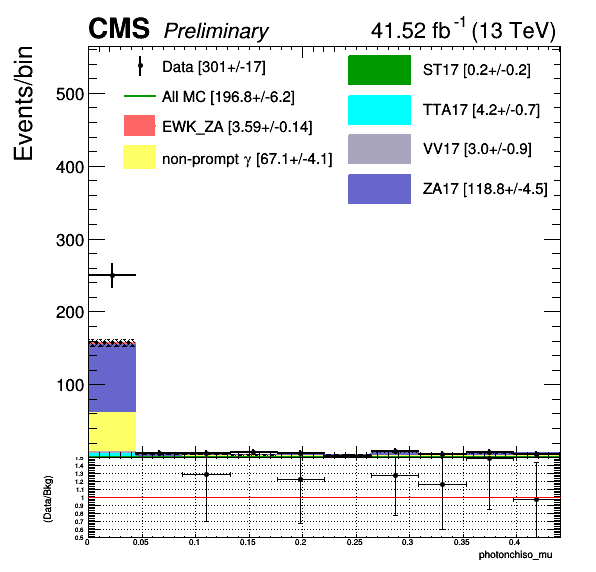 CMS Preliminary 41.52 fb⁻¹ (13 TeV)
Events/bin
Data [301+/-17]
All MC [196.8+/-6.2]
EWK_ZA [3.59+/-0.14]
non-prompt γ [67.1+/-4.1]
ST17 [0.2+/-0.2]
TTA17 [4.2+/-0.7]
VV17 [3.0+/-0.9]
ZA17 [118.8+/-4.5]
500
400
300
200
100
(Data/Bkg)
1.5
1.4
1.3
1.2
1.1
1
0.9
0.8
0.7
0.6
0.5
0 0.05 0.1 0.15 0.2 0.25 0.3 0.35 0.4
photonchiso_mu